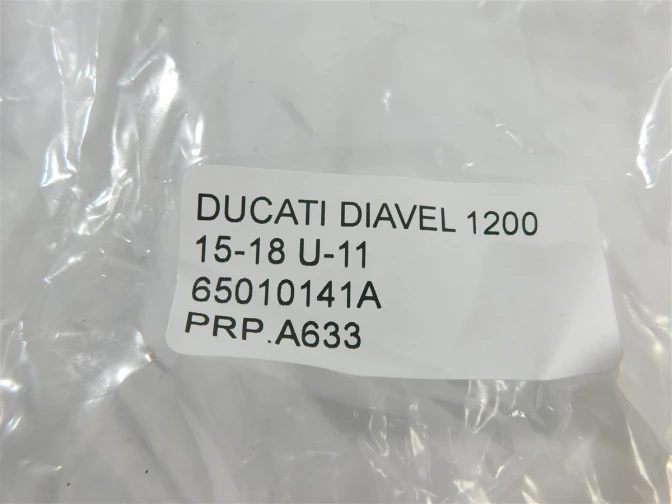 DUCATI DIAVEL 1200
15-18 U-11
65010141A
PRP.A633